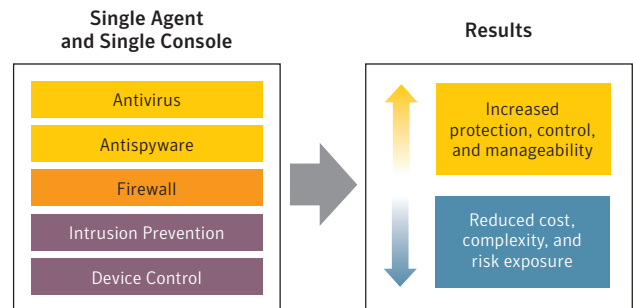 Single Agent
and Single Console
Antivirus
Antispyware
Firewall
Intrusion Prevention
Device Control
Results
Increased
protection, control,
and manageability
Reduced cost,
complexity, and
risk exposure